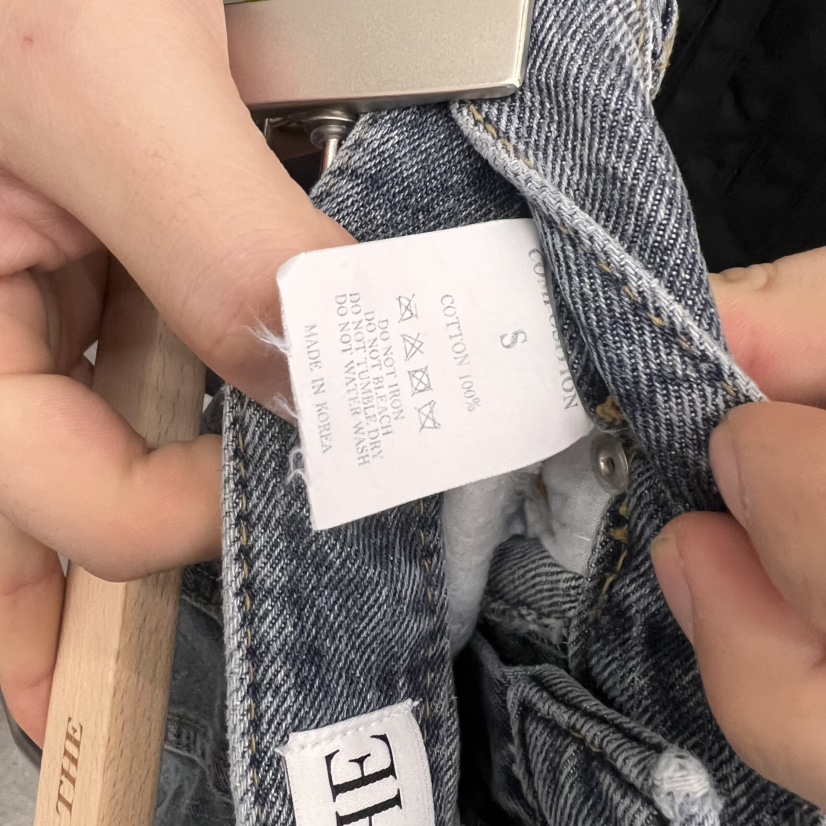 COMPOSITION
S
COTTON 100%
DO NOT IRON
DO NOT BLEACH
DO NOT TUMBLE DRY
DO NOT WATER WASH
MADE IN KOREA
THE
HE